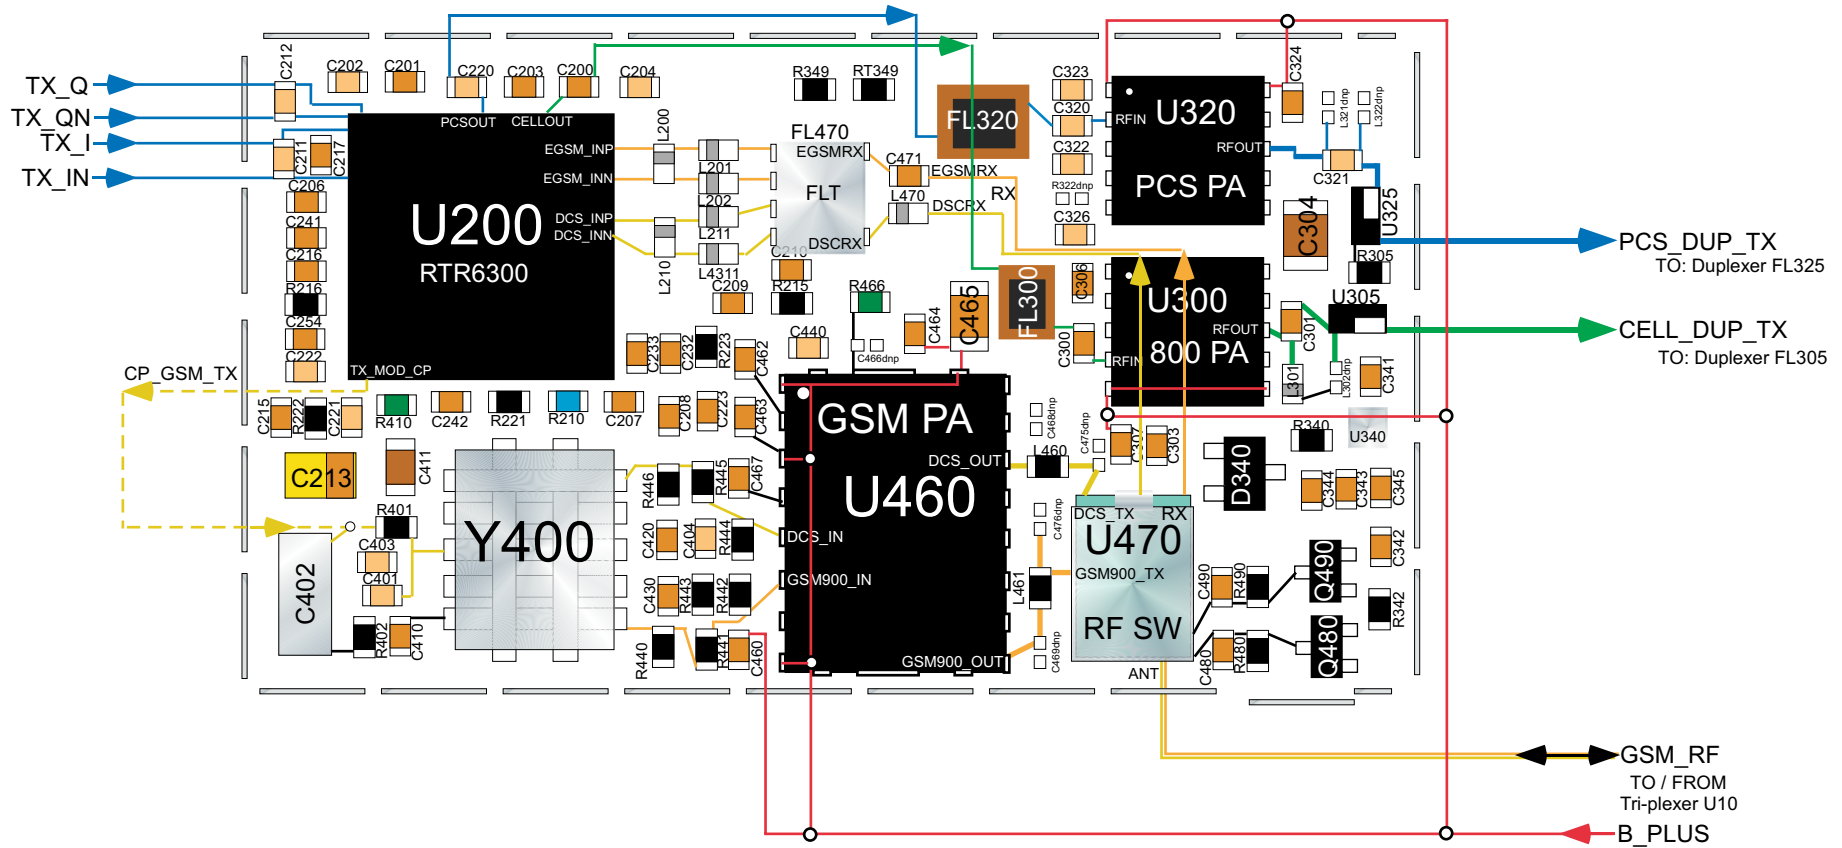 C212
C202
C201
C220
C203
C200
C204
R349
RT349
C323
C324
TX_Q
TX_QN
TX_I
TX_IN
PCSOUT
CELLOUT
L200
FL470
FL320
C320
RFIN
U320
RFOUT
PCS PA
L321dnp
L322dnp
C211
C217
EGSM_INP
EGSM_INN
DCS_INP
DCS_INN
U200
RTR6300
L201
L202
L211
L4311
L210
EGSMRX
FLT
DSCRX
C471
EGSMRX
RX
L470
DSCRX
C322
R322dnp
C326
C321
U325
C304
R305
PCS_DUP_TX
TO: Duplexer FL325
C206
C241
C216
R216
C254
C222
C219
C209
R215
R466
C464
C465
FL300
C306
C300
U300
RFOUT
RFIN
800 PA
C301
U305
L301
L302dnp
C341
CELL_DUP_TX
TO: Duplexer FL305
C233
C232
R223
C462
C440
C466dnp
TX_MOD_CP
CP_GSM_TX
C215
R222
C221
R410
C242
R221
R210
C207
C208
C223
C463
GSM PA
U460
DCS_OUT
DCS_IN
GSM900_IN
GSM900_OUT
C468dnp
C475dnp
C307
C303
R340
U340
L460
D340
C344
C343
C345
C213
C411
R401
C403
C401
C402
R402
C410
Y400
R446
R445
C467
C420
C404
R444
C430
R443
R442
R440
R441
C460
C476dnp
L461
C469dnp
DCS_TX
RX
U470
GSM900_TX
RF SW
ANT
C490
R490
Q490
C342
R342
C480
R480
Q480
GSM_RF
TO / FROM
Tri-plexer U10
B_PLUS